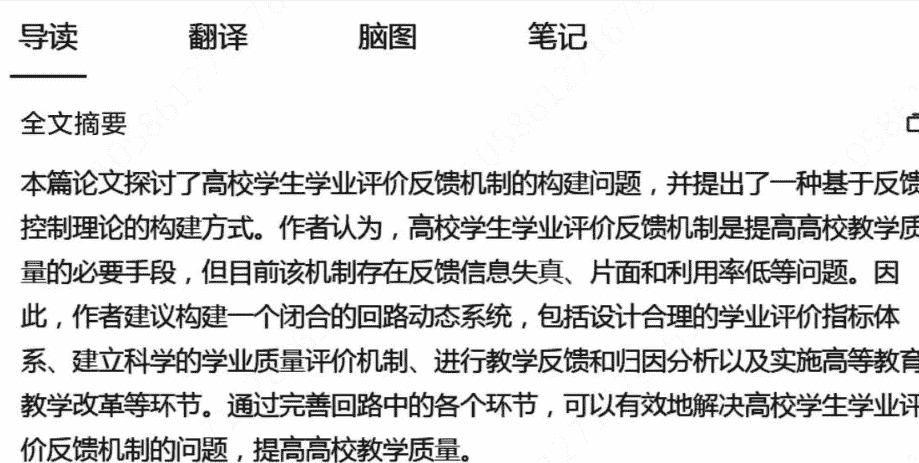 导读 翻译 脑图 笔记
全文摘要
本篇论文探讨了高校学生学业评价反馈机制的构建问题，并提出了一种基于反馈
控制理论的构建方式。作者认为，高校学生学业评价反馈机制是提高高校教学质
量的必要手段，但目前该机制存在反馈信息失真、片面和利用率低等问题。因
此，作者建议构建一个闭合的回路动态系统，包括设计合理的学业评价指标体
系、建立科学的学业质量评价机制、进行教学反馈和归因分析以及实施高等教育
教学改革等环节。通过完善回路中的各个环节，可以有效地解决高校学生学业评
价反馈机制的问题，提高高校教学质量。